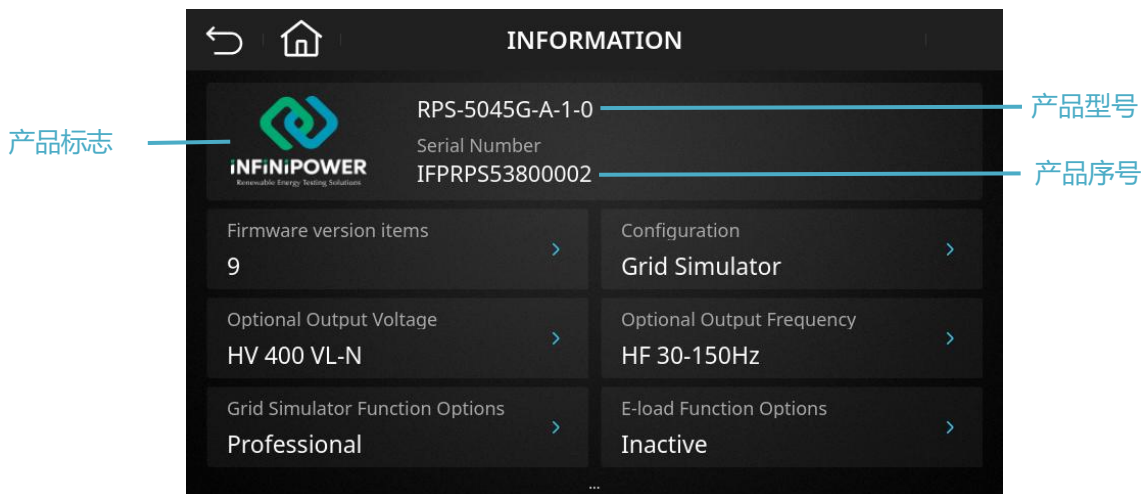 INFORMATION
产品标志
iNFiNiPOWER
Renewable Energy Testing Solutions
RPS-5045G-A-1-0
产品型号
Serial Number
IFPRPS53800002
产品序号
Firmware version items
9
Configuration
Grid Simulator
Optional Output Voltage
HV 400 VL-N
Optional Output Frequency
HF 30-150Hz
Grid Simulator Function Options
Professional
E-load Function Options
Inactive
...